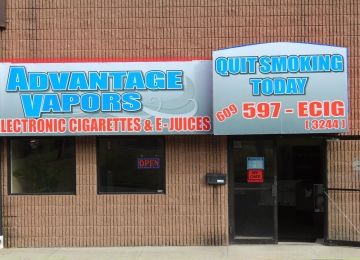 ADVANTAGE
VAPORS
ELECTRONIC CIGARETTES & E-JUICES
QUIT SMOKING
TODAY
609 597 - ECIG
[ 3244 ]
OPEN